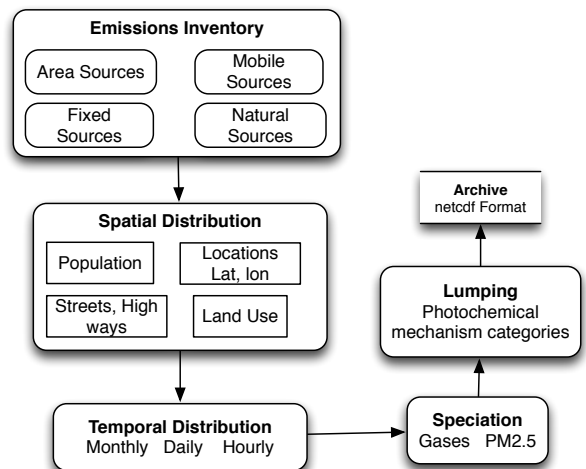 Emissions Inventory
Area Sources
Mobile
Sources
Fixed
Sources
Natural
Sources
Spatial Distribution
Population
Locations
Lat, lon
Streets, High
ways
Land Use
Temporal Distribution
Monthly Daily Hourly
Speciation
Gases PM2.5
Lumping
Photochemical
mechanism categories
Archive
netcdf Format